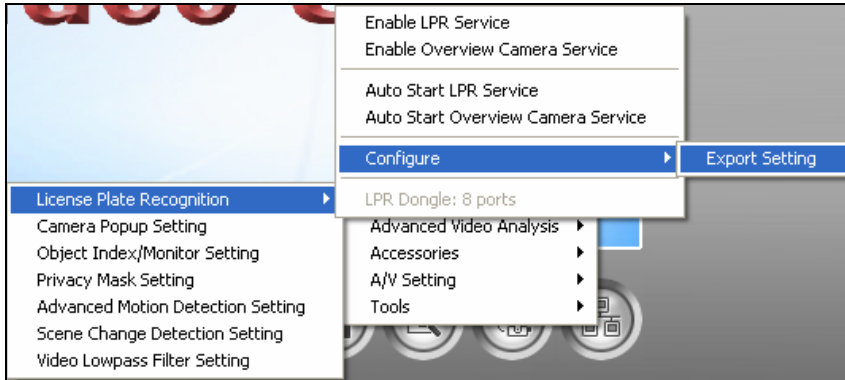 Enable LPR Service
Enable Overview Camera Service
Auto Start LPR Service
Auto Start Overview Camera Service
Configure
Export Setting
LPR Dongle: 8 ports
License Plate Recognition
Camera Popup Setting
Object Index/Monitor Setting
Privacy Mask Setting
Advanced Motion Detection Setting
Scene Change Detection Setting
Video Lowpass Filter Setting
Advanced Video Analysis
Accessories
A/V Setting
Tools